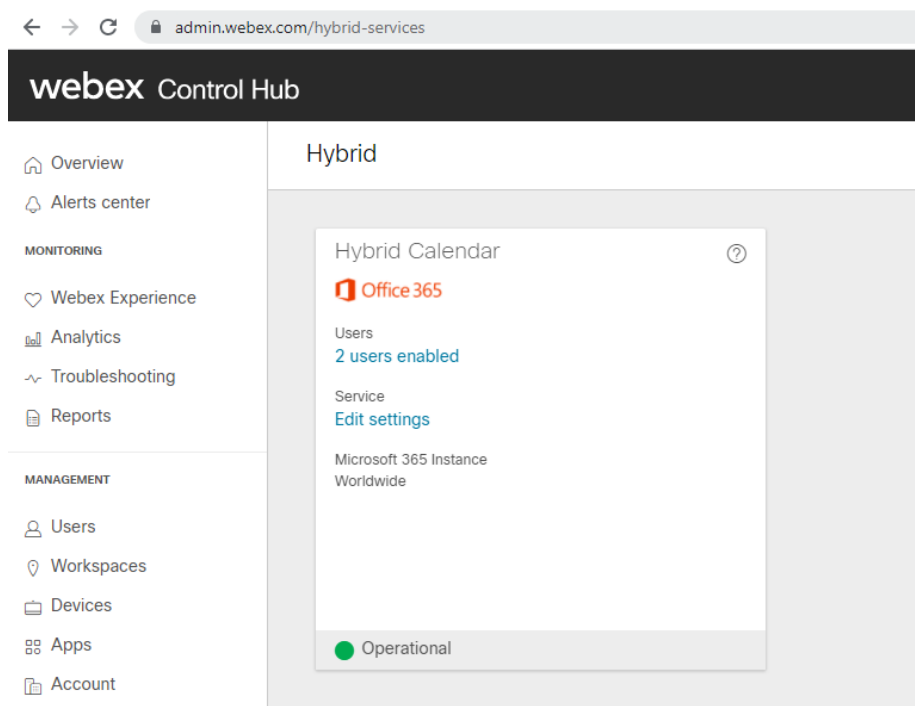 admin.webex.com/hybrid-services
webex Control Hub
Overview
Alerts center
MONITORING
Webex Experience
Analytics
Troubleshooting
Reports
MANAGEMENT
Users
Workspaces
Devices
Apps
Account
Hybrid
Hybrid Calendar
?
Office 365
Users
2 users enabled
Service
Edit settings
Microsoft 365 Instance
Worldwide
Operational